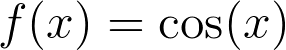 f(x) = cos(x)